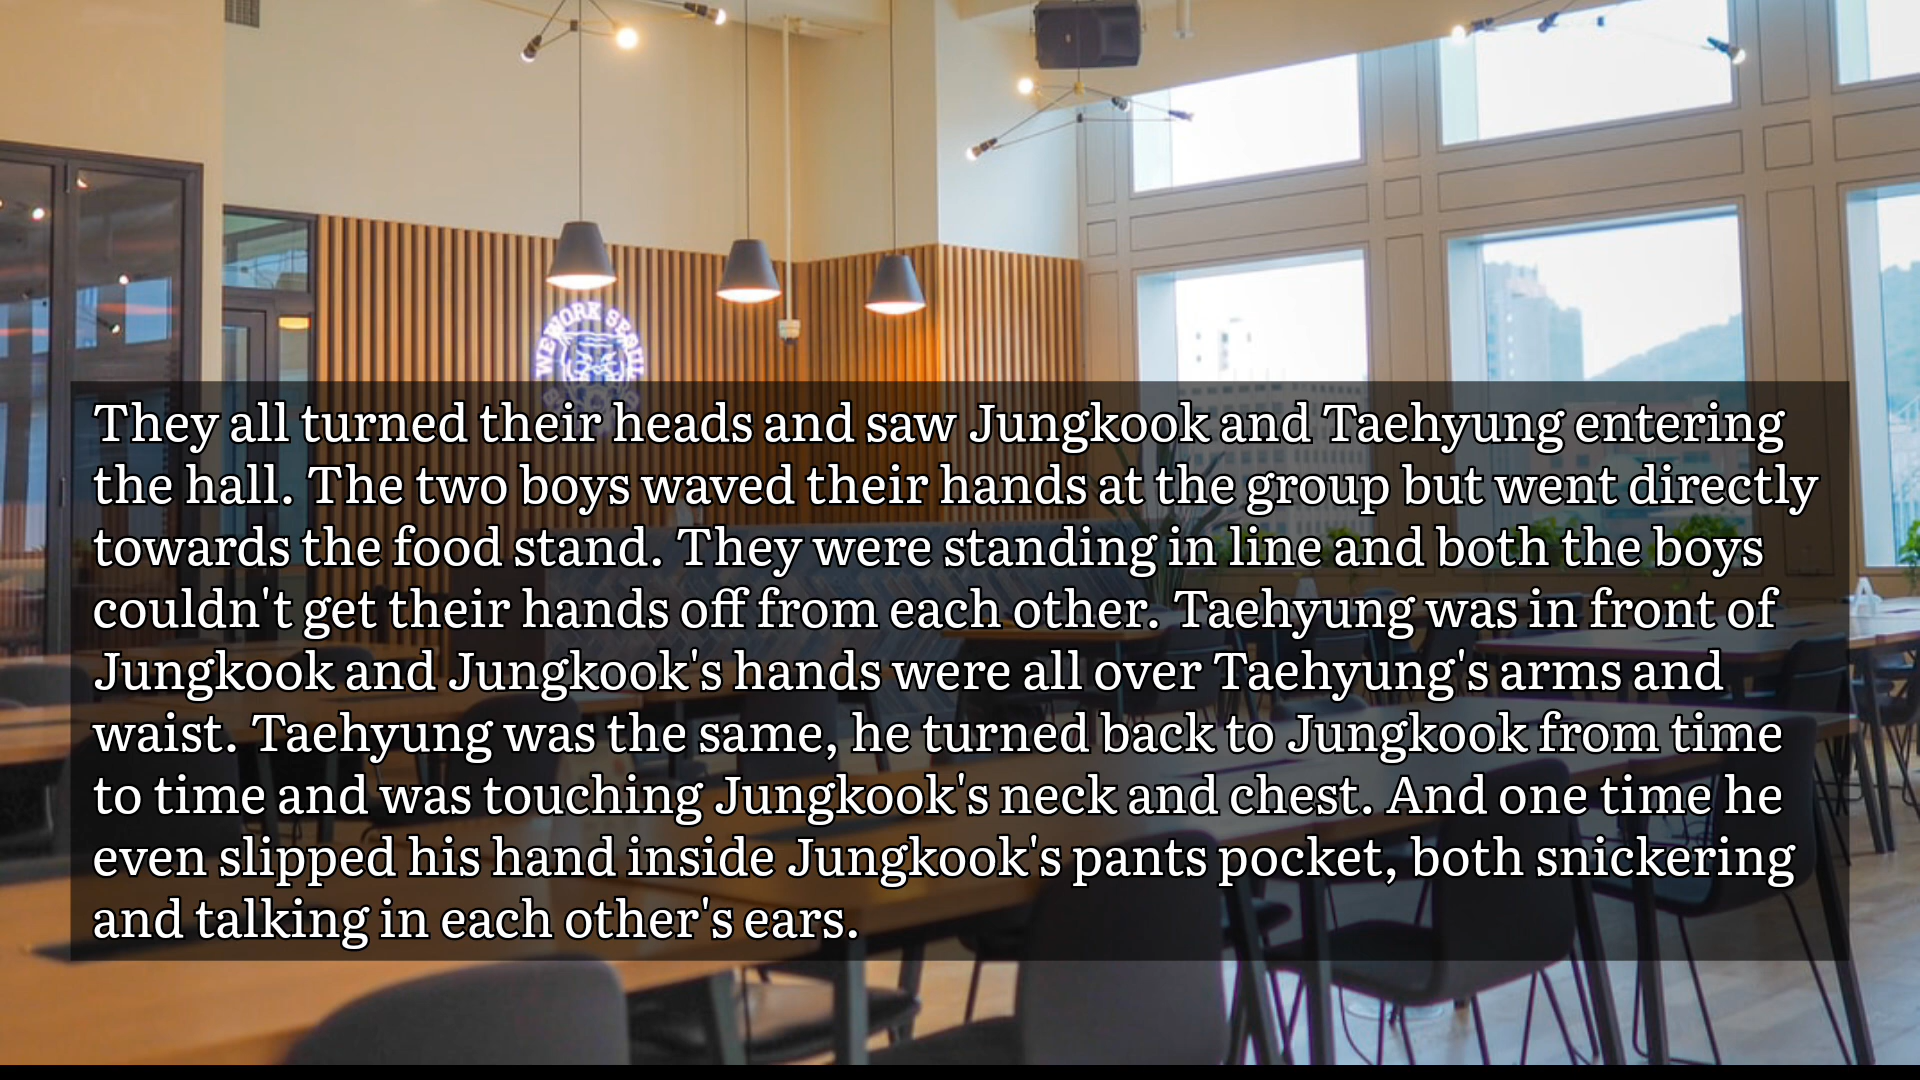 WEWORK SEOUL
They all turned their heads and saw Jungkook and Taehyung entering
the hall. The two boys waved their hands at the group but went directly
towards the food stand. They were standing in line and both the boys
couldn't get their hands off from each other. Taehyung was in front of
Jungkook and Jungkook's hands were all over Taehyung's arms and
waist. Taehyung was the same, he turned back to Jungkook from time
to time and was touching Jungkook's neck and chest. And one time he
even slipped his hand inside Jungkook's pants pocket, both snickering
and talking in each other's ears.